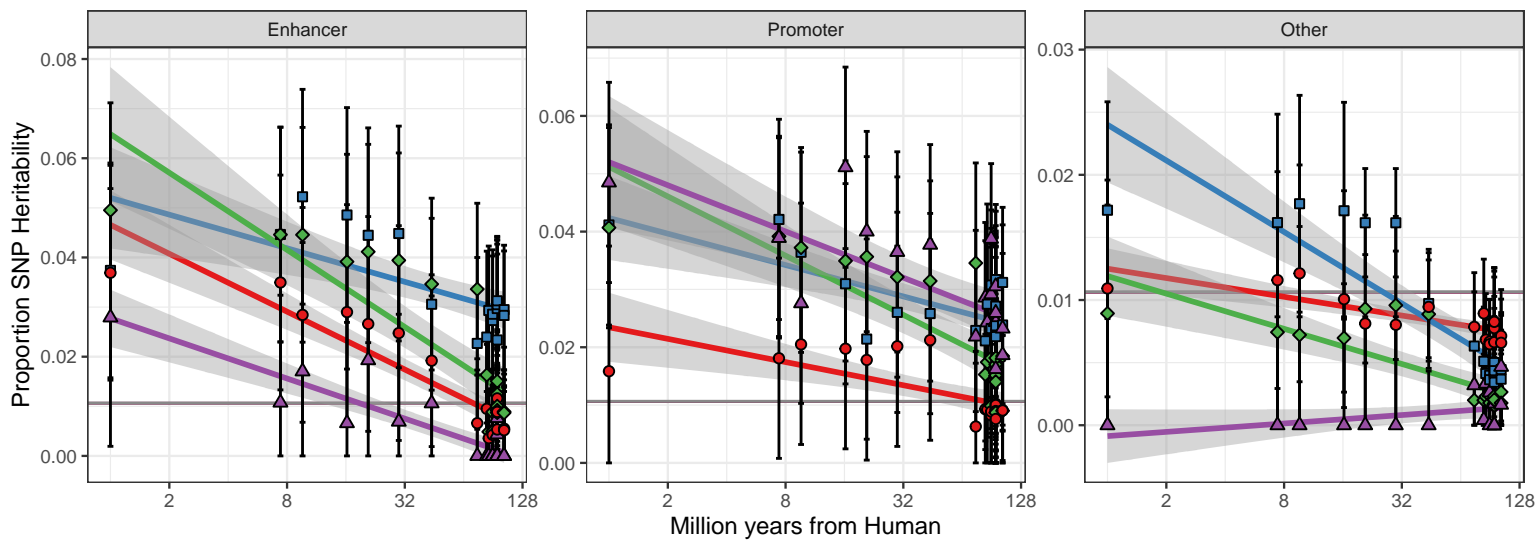 Enhancer
Promoter
Other
Proportion SNP Heritability
0.08
0.06
0.04
0.02
0.00
0.06
0.04
0.02
0.00
0.03
0.02
0.01
0.00
2 8 32 128
2 8 32 128
2 8 32 128
Million years from Human